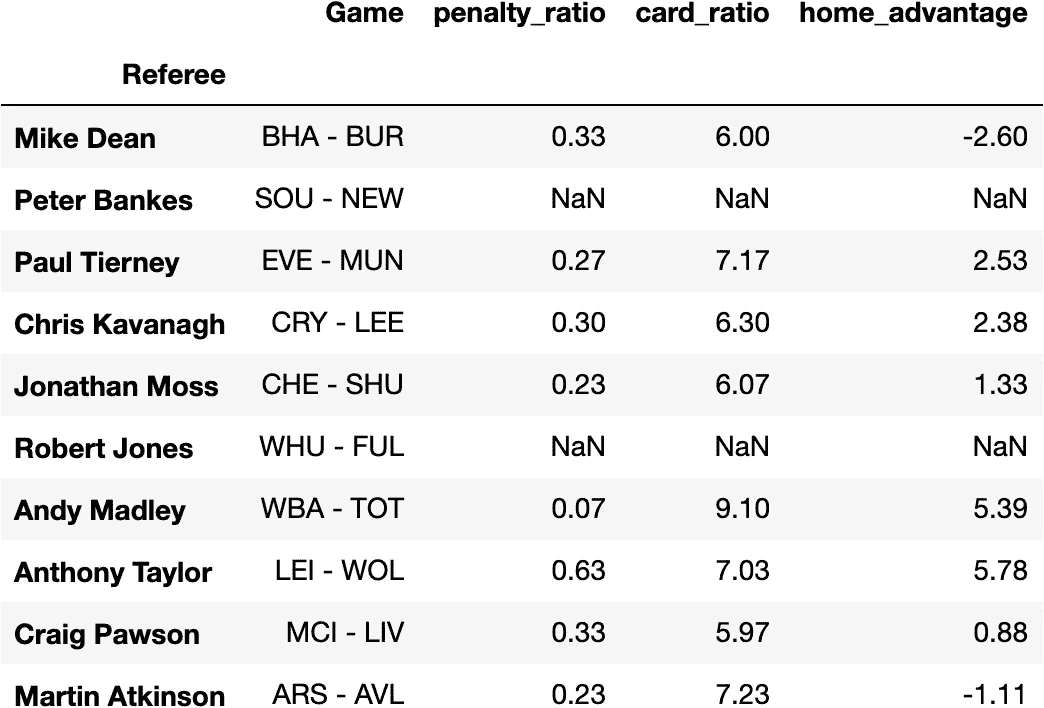 Game penalty_ratio card_ratio home_advantage
Referee
Mike Dean BHA - BUR 0.33 6.00 -2.60
Peter Bankes SOU - NEW NaN NaN NaN
Paul Tierney EVE - MUN 0.27 7.17 2.53
Chris Kavanagh CRY - LEE 0.30 6.30 2.38
Jonathan Moss CHE - SHU 0.23 6.07 1.33
Robert Jones WHU - FUL NaN NaN NaN
Andy Madley WBA - TOT 0.07 9.10 5.39
Anthony Taylor LEI - WOL 0.63 7.03 5.78
Craig Pawson MCI - LIV 0.33 5.97 0.88
Martin Atkinson ARS - AVL 0.23 7.23 -1.11